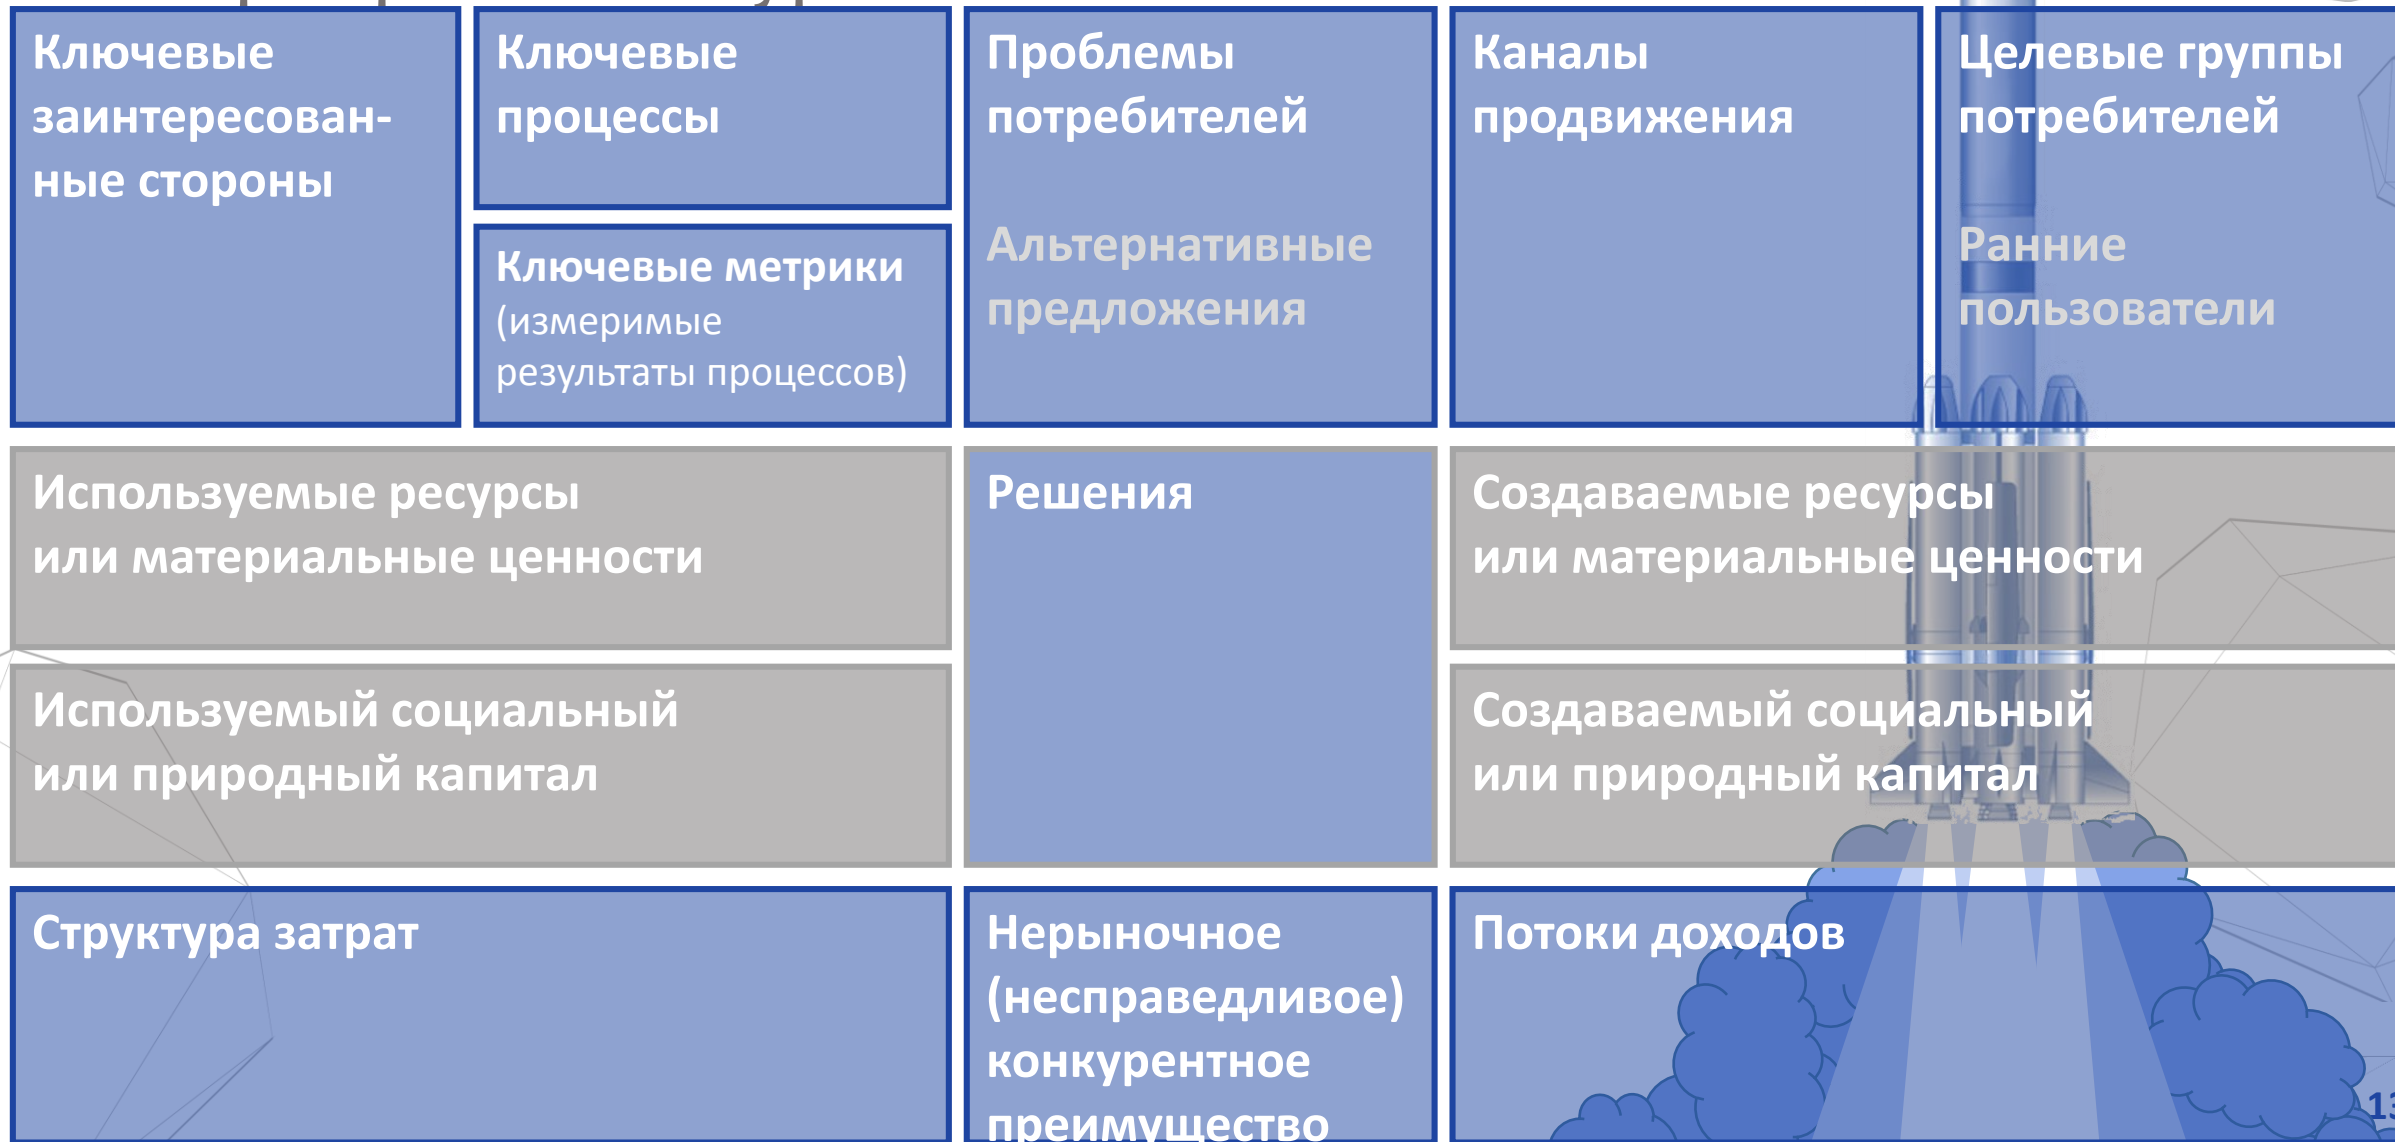 Ключевые
заинтересован-
ные стороны
Ключевые
процессы
Ключевые метрики
(измеримые
результаты процессов)
Проблемы
потребителей
Альтернативные
предложения
Каналы
продвижения
Целевые группы
потребителей
Ранние
пользователи
Используемые ресурсы
или материальные ценности
Используемый социальный
или природный капитал
Решения
Создаваемые ресурсы
или материальные ценности
Создаваемый социальный
или природный капитал
Структура затрат
Нерыночное
(несправедливое)
конкурентное
преимущество
Потоки доходов